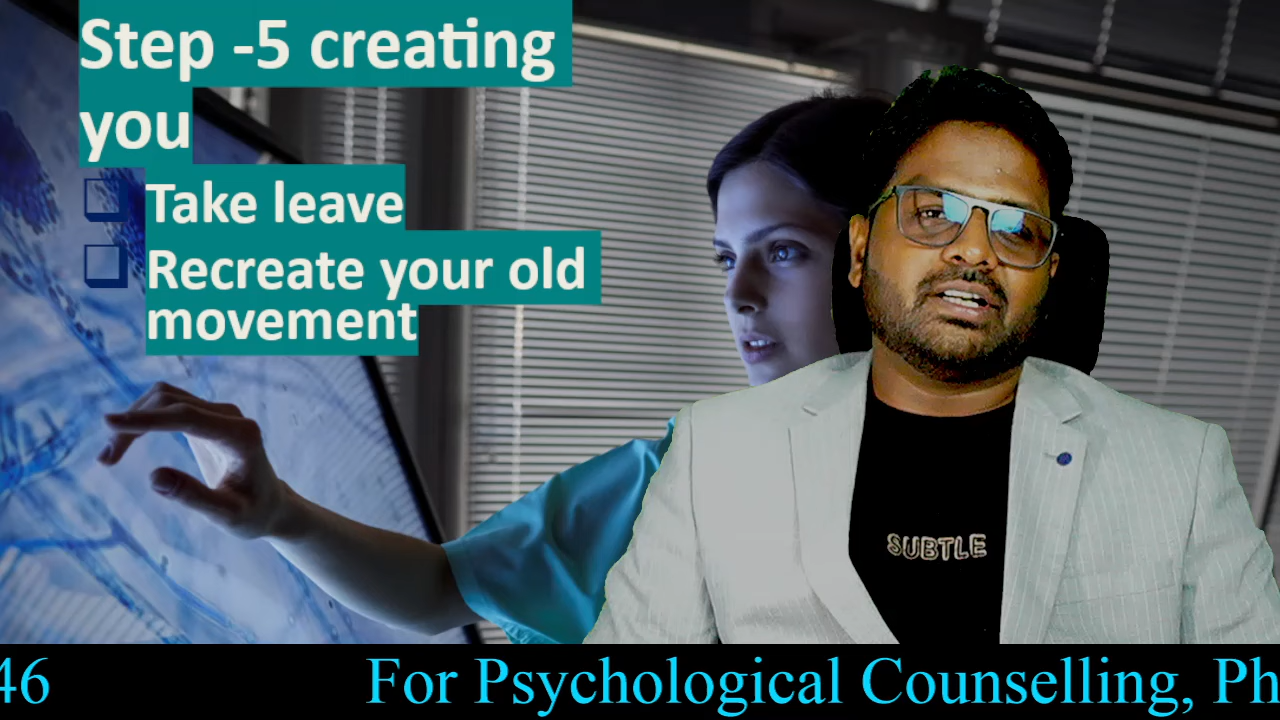 Step -5 creating
you
Take leave
Recreate your old
movement
SUBTLE
46 For Psychological Counselling, Ph